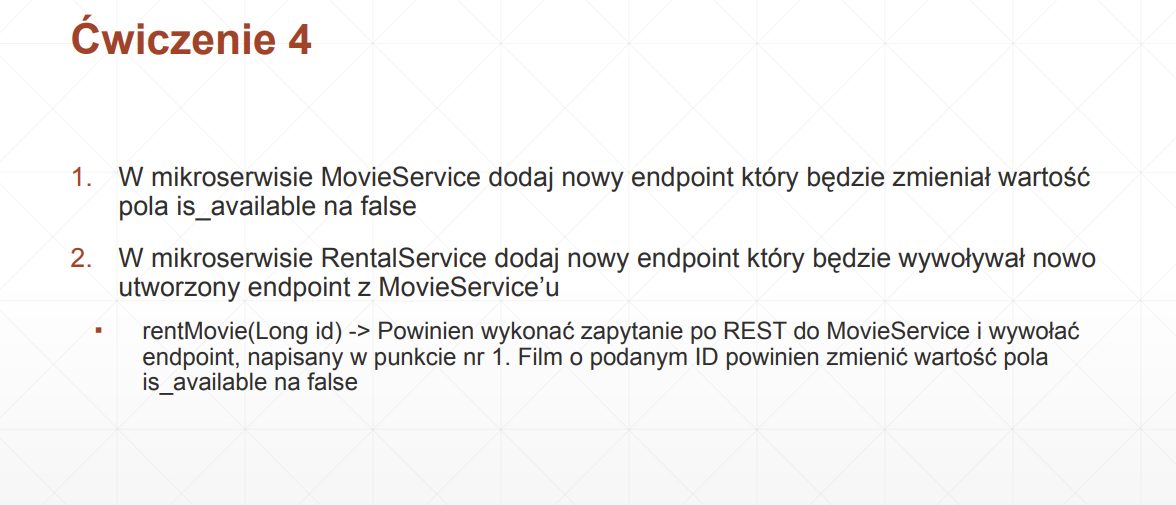 Ćwiczenie 4
1. W mikroserwisie MovieService dodaj nowy endpoint który będzie zmieniał wartość
pola is_available na false
2. W mikroserwisie RentalService dodaj nowy endpoint który będzie wywoływał nowo
utworzony endpoint z MovieService’u
▪ rentMovie(Long id) -> Powinien wykonać zapytanie po REST do MovieService i wywołać
endpoint, napisany w punkcie nr 1. Film o podanym ID powinien zmienić wartość pola
is_available na false